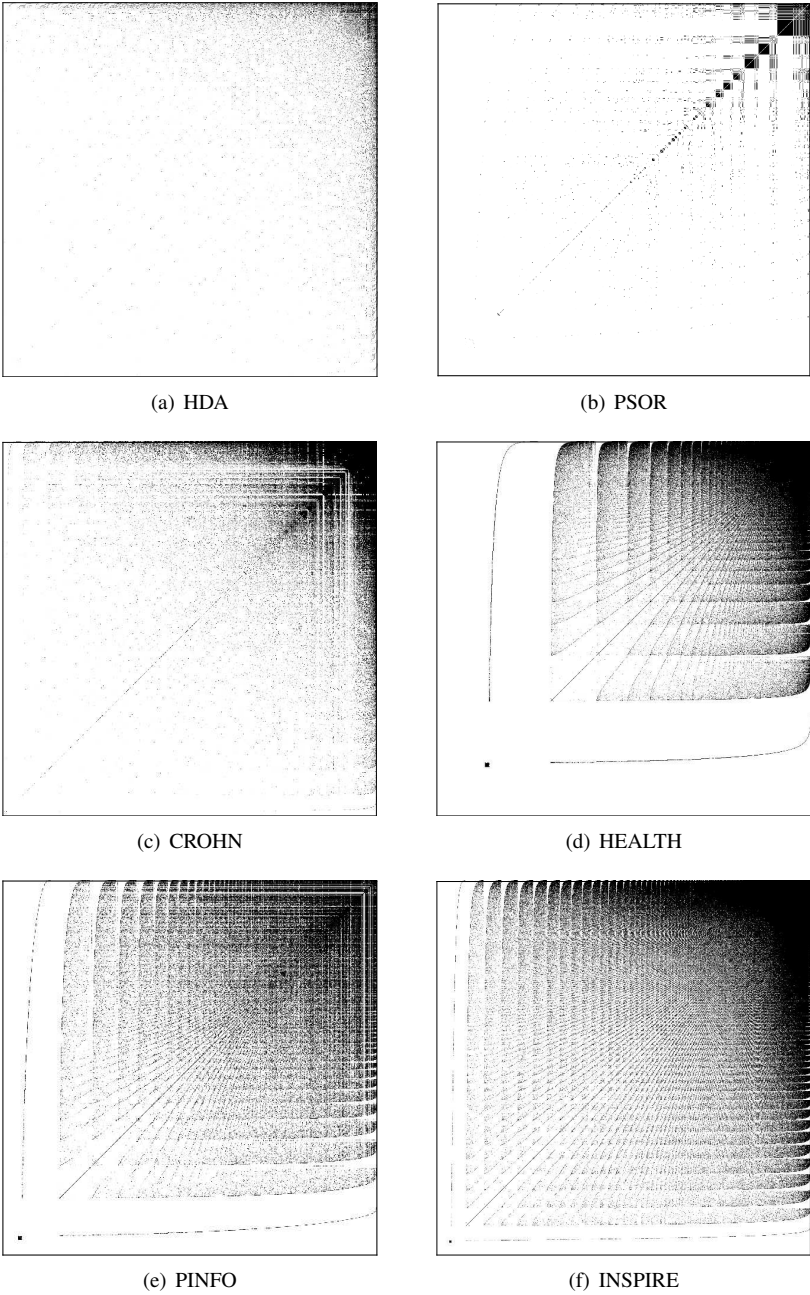 (a) HDA
(b) PSOR
(c) CROHN
(d) HEALTH
(e) PINFO
(f) INSPIRE